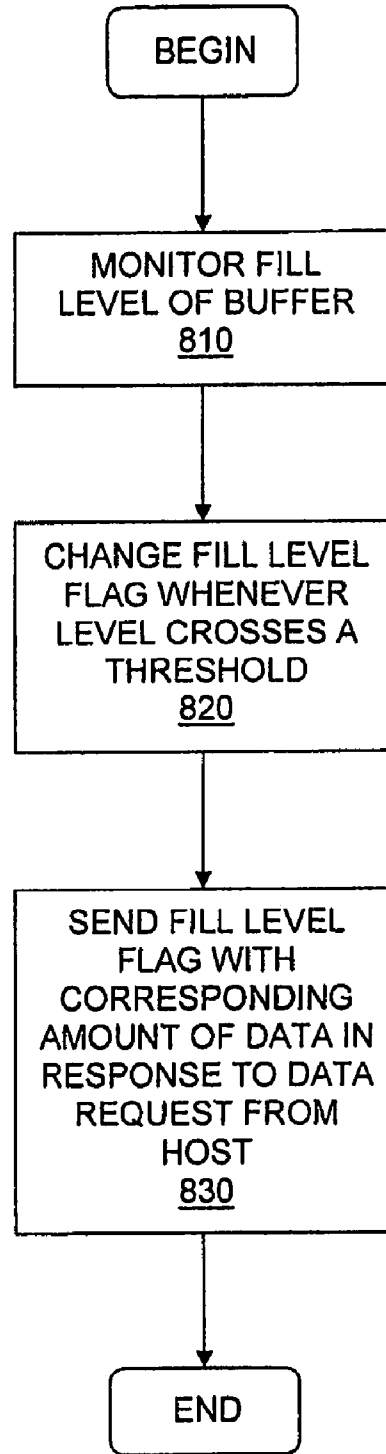 BEGIN
MONITOR FILL
LEVEL OF BUFFER
810
CHANGE FILL LEVEL
FLAG WHENEVER
LEVEL CROSSES A
THRESHOLD
820
SEND FILL LEVEL
FLAG WITH
CORRESPONDING
AMOUNT OF DATA IN
RESPONSE TO DATA
REQUEST FROM
HOST
830
END